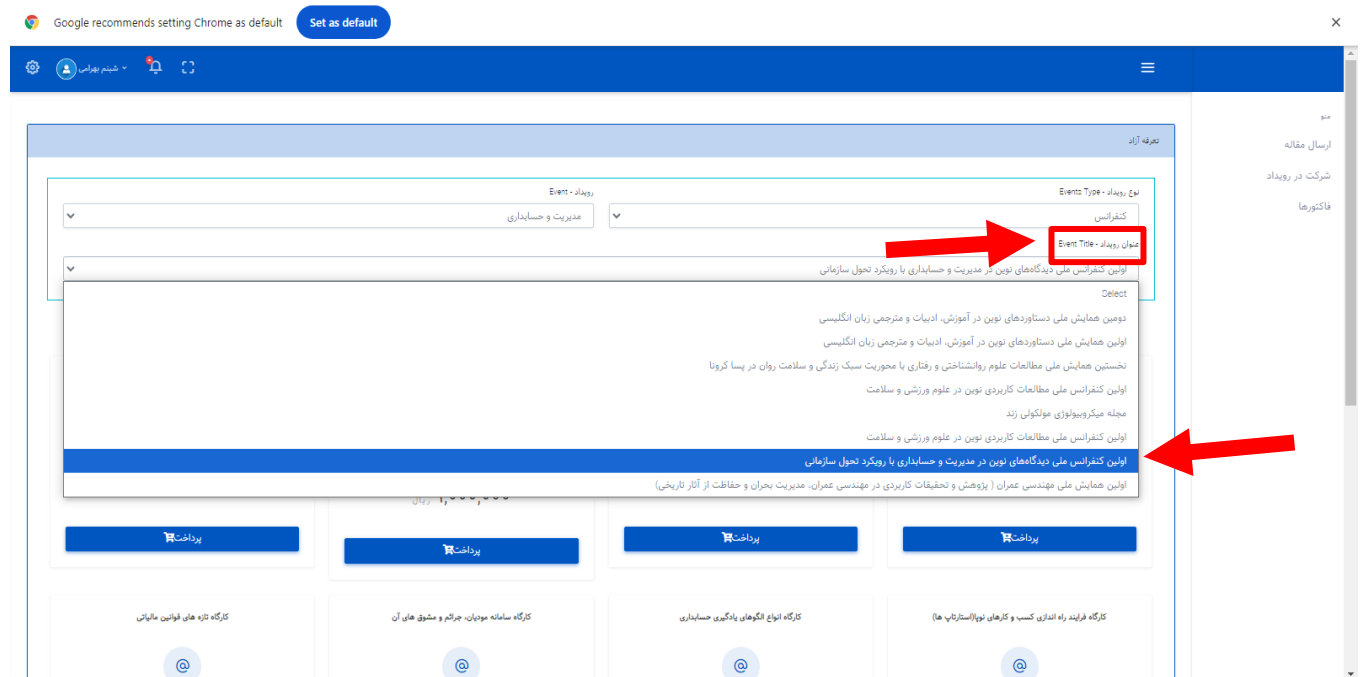 Google recommends setting Chrome as default
Set as default
شبنم بهرامی
منو
ارسال مقاله
شرکت در رویداد
فاکتورها
تعرفه آزاد
نوع رویداد - Events Type
رویداد - Event
کنفرانس
مدیریت و حسابداری
عنوان رویداد - Event Title
اولین کنفرانس ملی دیدگاه‌های نوین در مدیریت و حسابداری با رویکرد تحول سازمانی
Select
دومین همایش ملی دستاوردهای نوین در آموزش، ادبیات و مترجمی زبان انگلیسی
اولین همایش ملی دستاوردهای نوین در آموزش، ادبیات و مترجمی زبان انگلیسی
نخستین همایش ملی مطالعات علوم روانشناختی و رفتاری با محوریت سبک زندگی و سلامت روان در پسا کرونا
اولین کنفرانس ملی مطالعات کاربردی نوین در علوم ورزشی و سلامت
مجله میکروبیولوژی مولکولی زند
اولین کنفرانس ملی مطالعات کاربردی نوین در علوم ورزشی و سلامت
اولین کنفرانس ملی دیدگاه‌های نوین در مدیریت و حسابداری با رویکرد تحول سازمانی
اولین همایش ملی مهندسی عمران ( پژوهش و تحقیقات کاربردی در مهندسی عمران، مدیریت بحران و حفاظت از آثار تاریخی)
ریال
پرداخت
پرداخت
پرداخت
پرداخت
کارگاه فرایند راه اندازی کسب و کارهای نوپا(استارتاپ ها)
کارگاه انواع الگوهای یادگیری حسابداری
کارگاه سامانه مودیان، جرائم و مشوق های آن
کارگاه تازه های قوانین مالیاتی
@
@
@
@